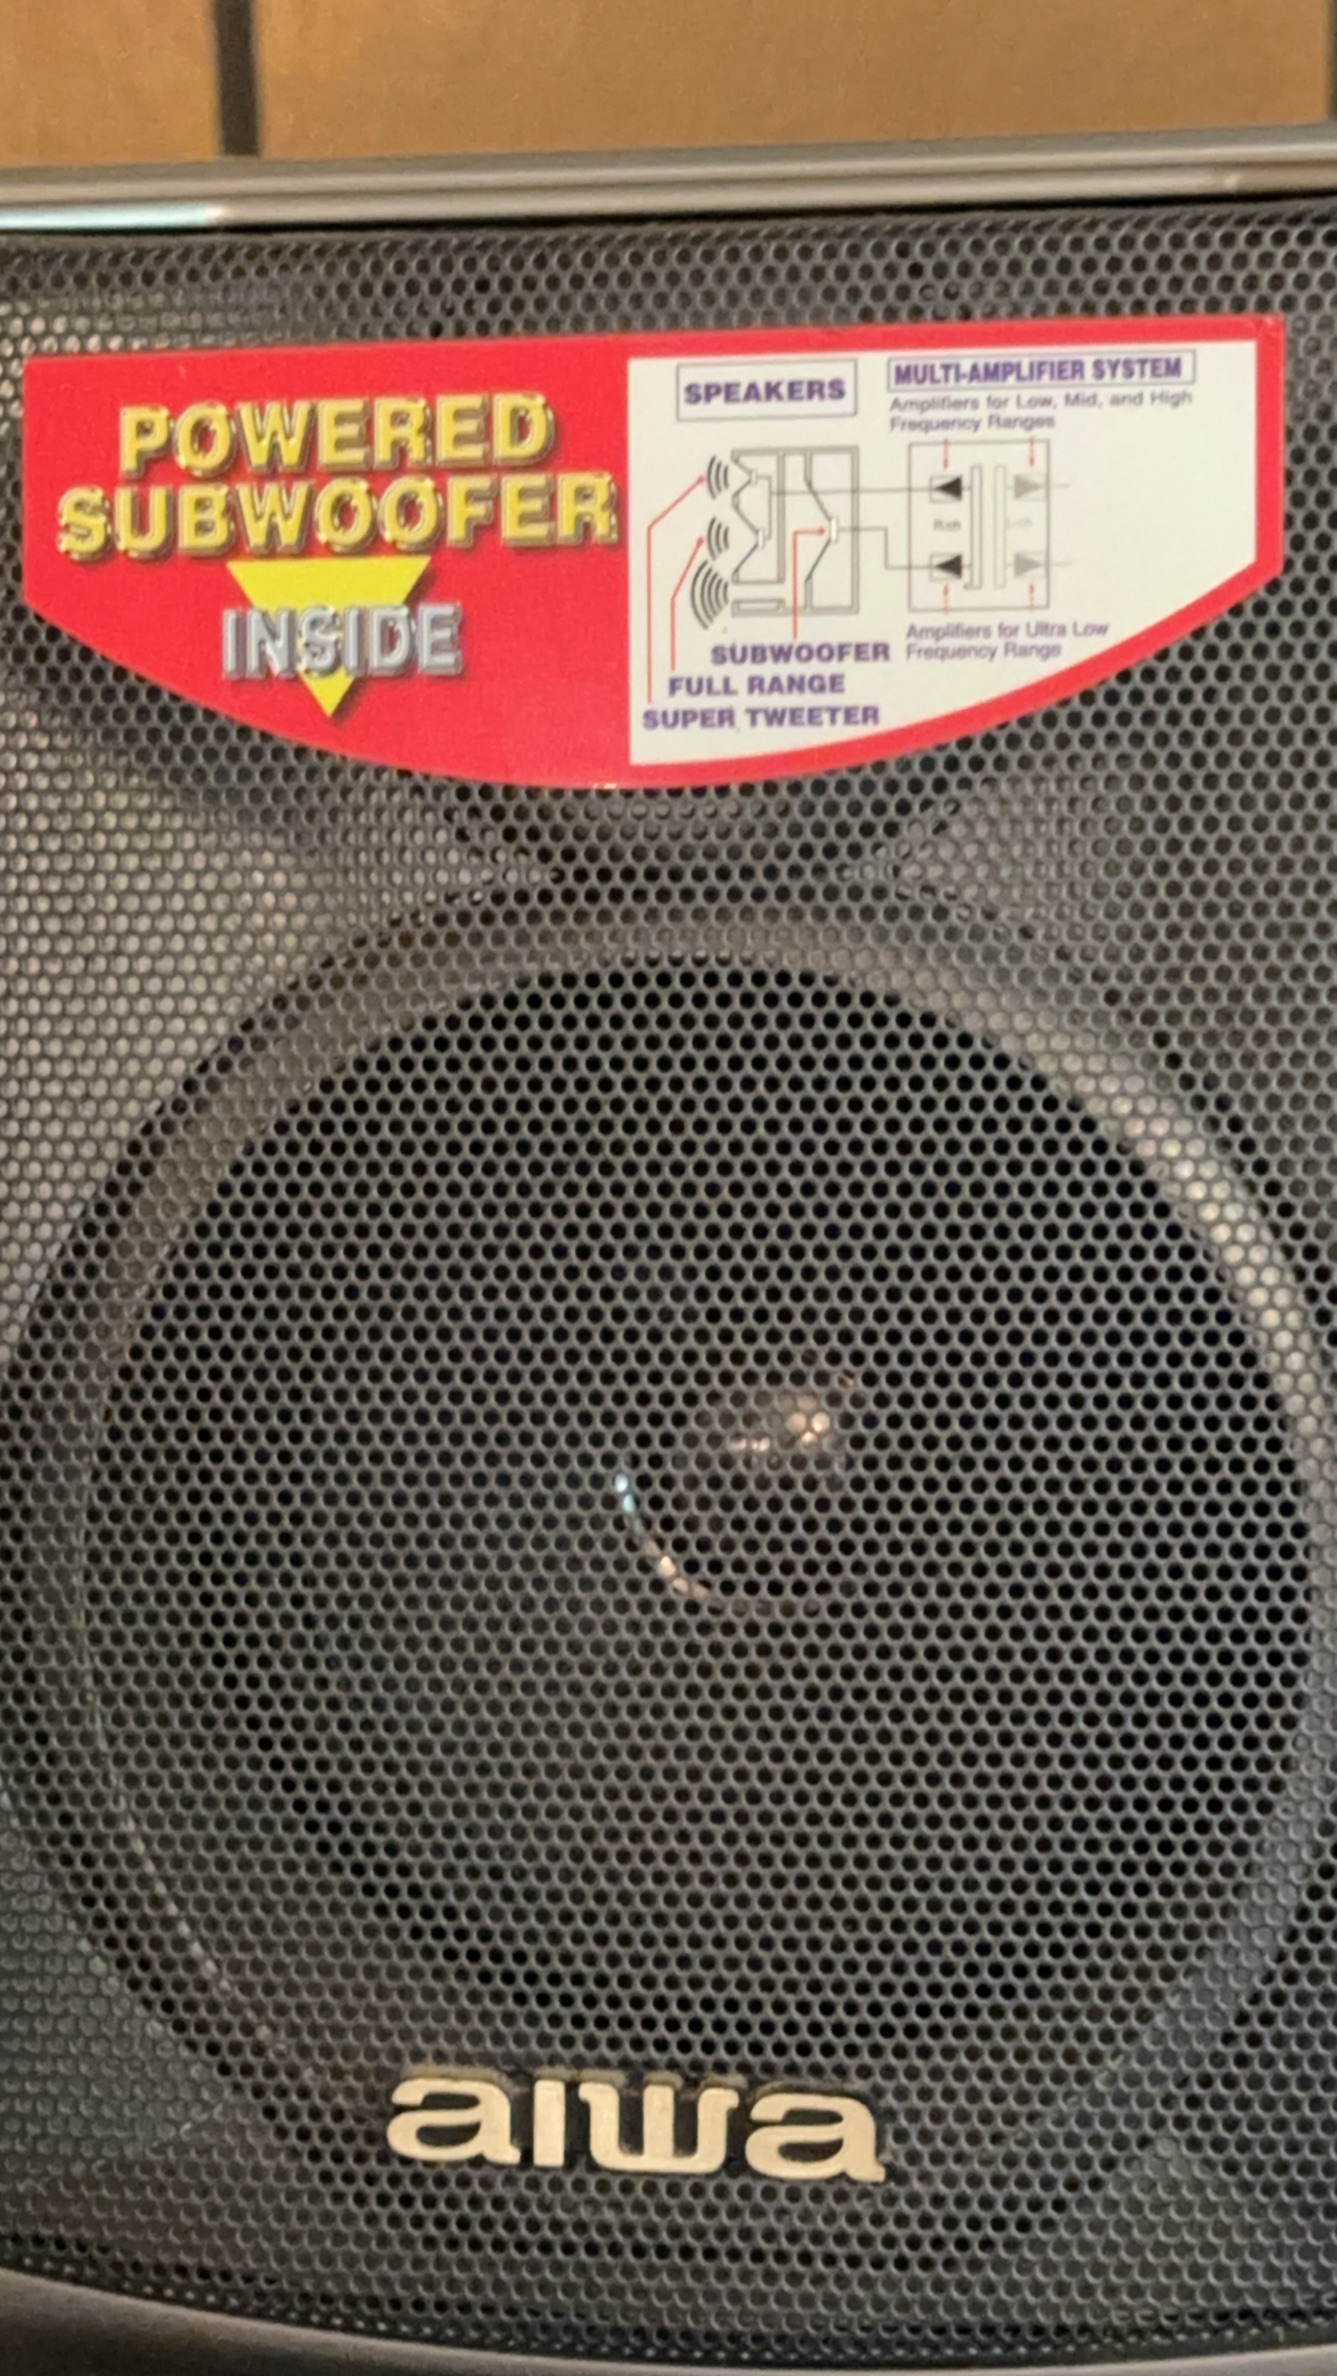 POWERED
SUBWOOFER
INSIDE
SPEAKERS
MULTI-AMPLIFIER SYSTEM
Amplifiers for Low, Mid, and High
Frequency Ranges
R-ch
Amplifiers for Ultra Low
Frequency Range
SUBWOOFER
FULL RANGE
SUPER TWEETER
aiwa